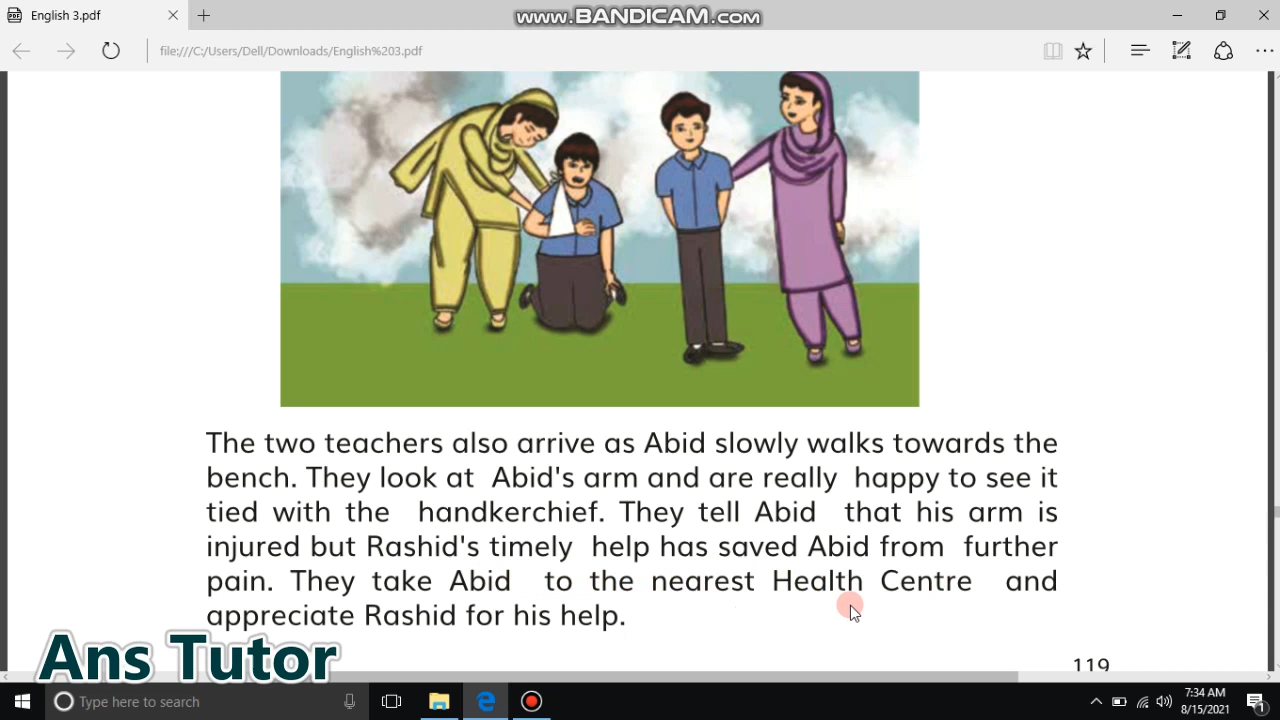 English 3.pdf
www.BANDICAM.com
file:///C:/Users/Dell/Downloads/English%203.pdf
The two teachers also arrive as Abid slowly walks towards the
bench. They look at Abid's arm and are really happy to see it
tied with the handkerchief. They tell Abid that his arm is
injured but Rashid's timely help has saved Abid from further
pain. They take Abid to the nearest Health Centre and
appreciate Rashid for his help.
Ans Tutor
119
Type here to search
7:34 AM
8/15/2021
1